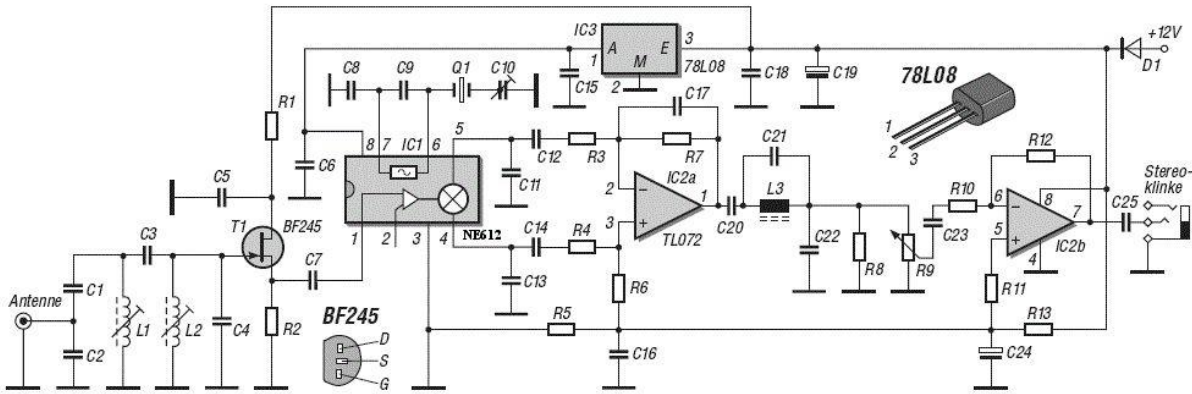 IC3
A
E
M
1
2
3
78L08
+12V
D1
C8
C9
Q1
C10
C15
C17
C18
C19
78L08
1
2
3
R1
C6
8
7
IC1
6
5
C12
R3
R7
C21
R12
C5
C11
2
IC2a
1
L3
R10
6
8
7
C25
Stereo-
klinke
T1
BF245
1
2
3
4
NE612
C14
R4
3
TL072
C20
C22
R8
R9
C23
5
IC2b
4
C3
C7
C13
Antenne
C1
C2
L1
L2
C4
R2
BF245
D
S
G
R5
R6
C16
R11
R13
C24